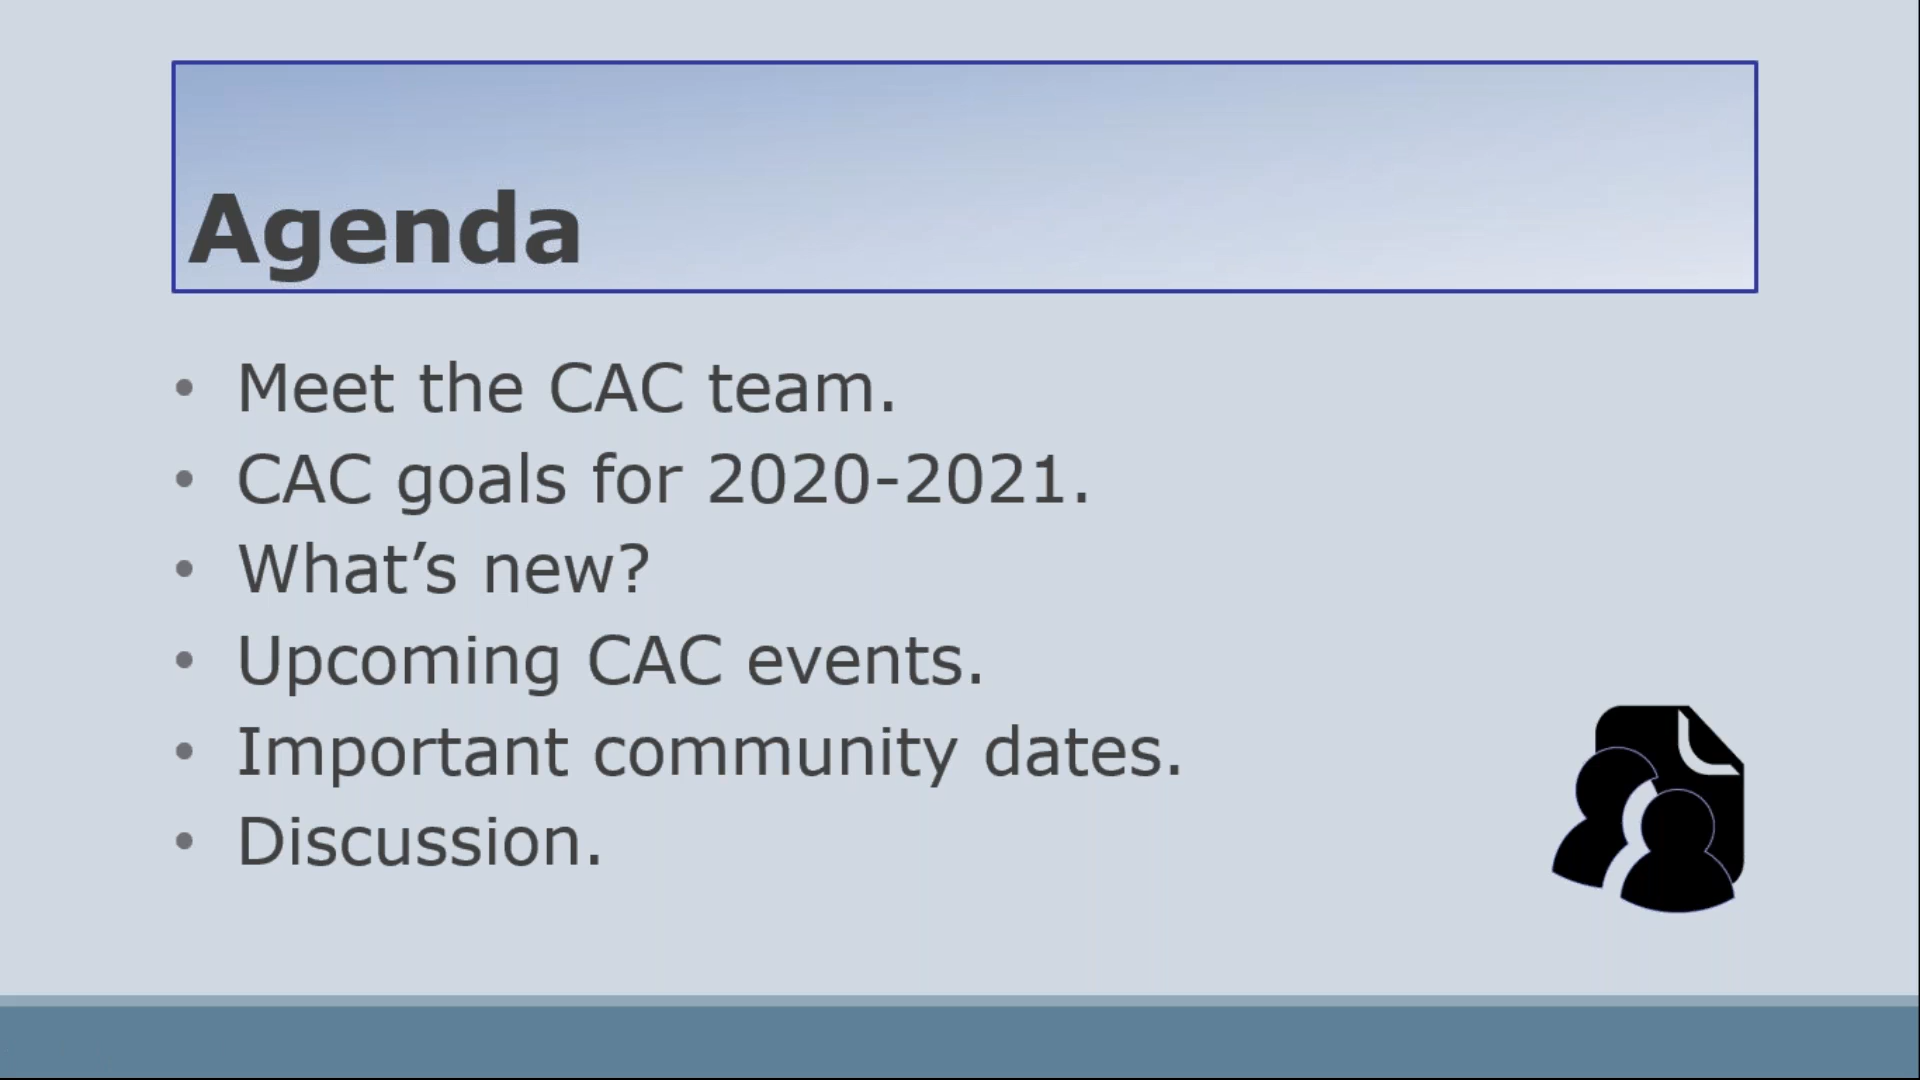 Agenda
• Meet the CAC team.
• CAC goals for 2020-2021.
• What’s new?
• Upcoming CAC events.
• Important community dates.
• Discussion.